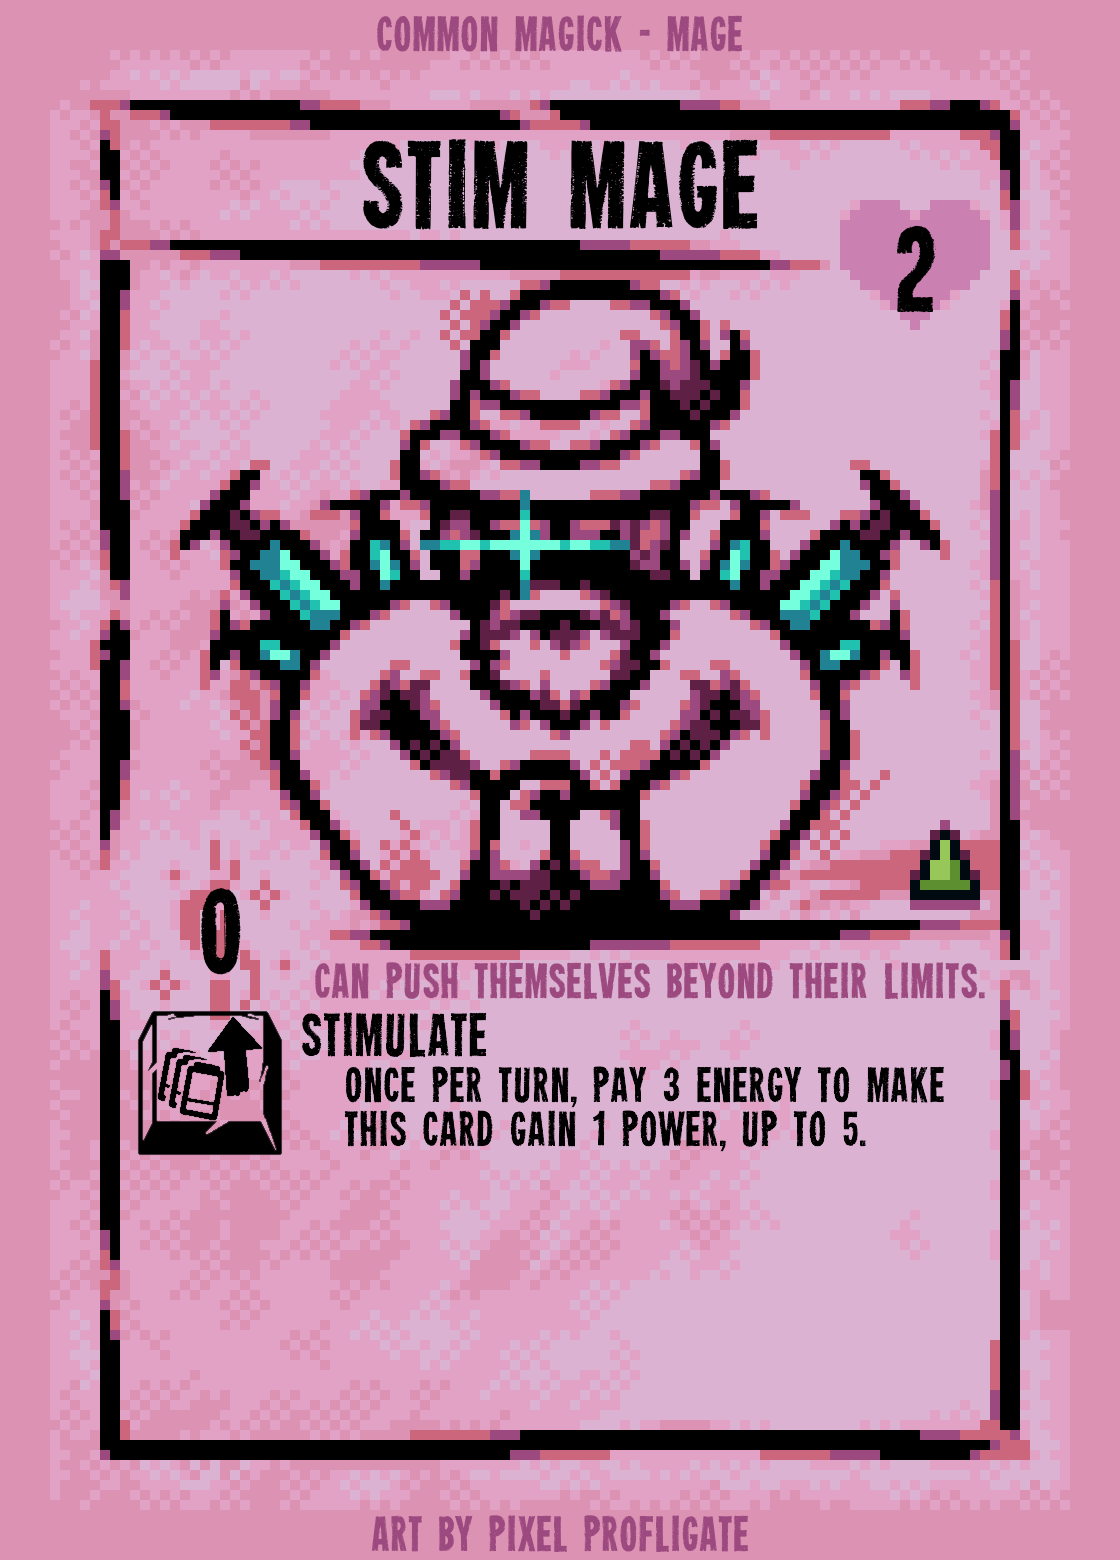 COMMON MAGICK - MAGE
STIM MAGE
2
0
CAN PUSH THEMSELVES BEYOND THEIR LIMITS.
STIMULATE
ONCE PER TURN, PAY 3 ENERGY TO MAKE
THIS CARD GAIN 1 POWER, UP TO 5.
ART BY PIXEL PROFLIGATE